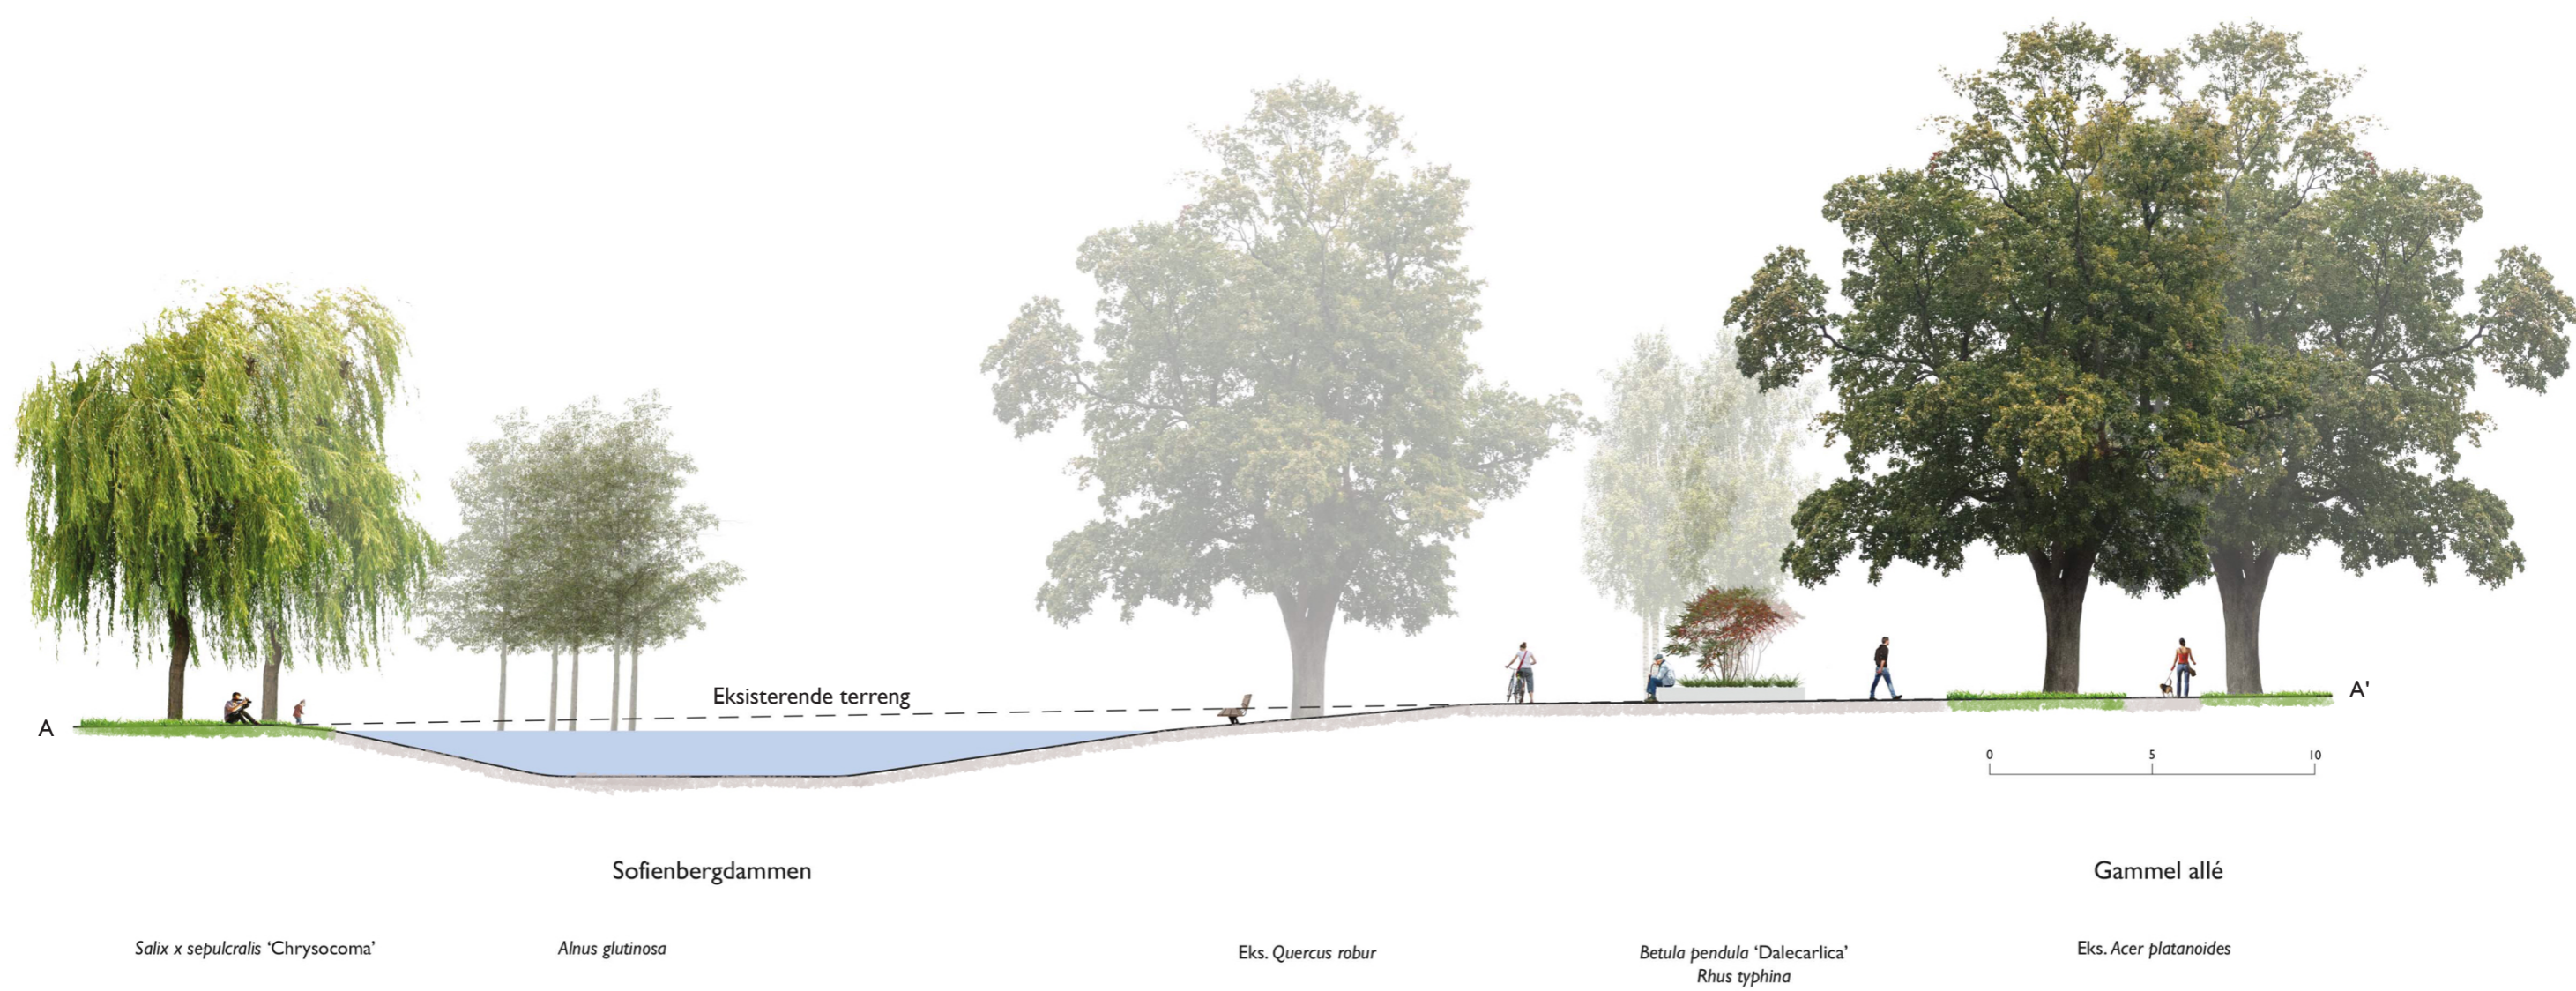 Eksisterende terreng
A
A'
0 5 10
Sofienbergdammen
Gammel allé
Salix x sepulcralis ‘Chrysocoma’
Alnus glutinosa
Eks. Quercus robur
Betula pendula ‘Dalecarlica’
Rhus typhina
Eks. Acer platanoides